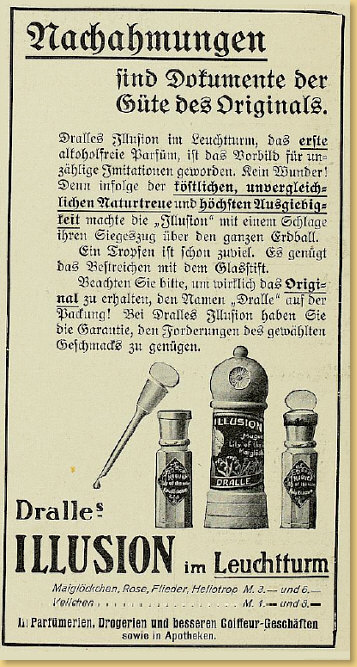 Nachahmungen
sind Dokumente der
Güte des Originals.
Dralles Illusion im Leuchtturm, das erste
alkoholfreie Parfüm, ist das Vorbild für un-
zählige Imitationen geworden. Kein Wunder!
Denn infolge der köstlichen, unvergleich-
lichen Naturtreue und höchsten Ausgiebig-
keit machte die „Illusion" mit einem Schlage
ihren Siegeszug über den ganzen Erdball.
Ein Tropfen ist schon zuviel. Es genügt
das Bestreichen mit dem Glasstift.
Beachten Sie bitte, um wirklich das Origi-
nal zu erhalten, den Namen „Dralle" auf der
Packung! Bei Dralles Illusion haben Sie
die Garantie, den Forderungen des gewählten
Geschmacks zu genügen.
ILLUSION
Muguet
Lily of the
Maiglöckchen
DRALLE
Dralles
ILLUSION im Leuchtturm
Maiglöckchen, Rose, Flieder, Heliotrop M. 3.— und 6.—
Veilchen . . . . . . . . . . . . . . . . . . . . M. 4.— und 8.—
In Parfümerien, Drogerien und besseren Coiffeur-Geschäften
sowie in Apotheken.